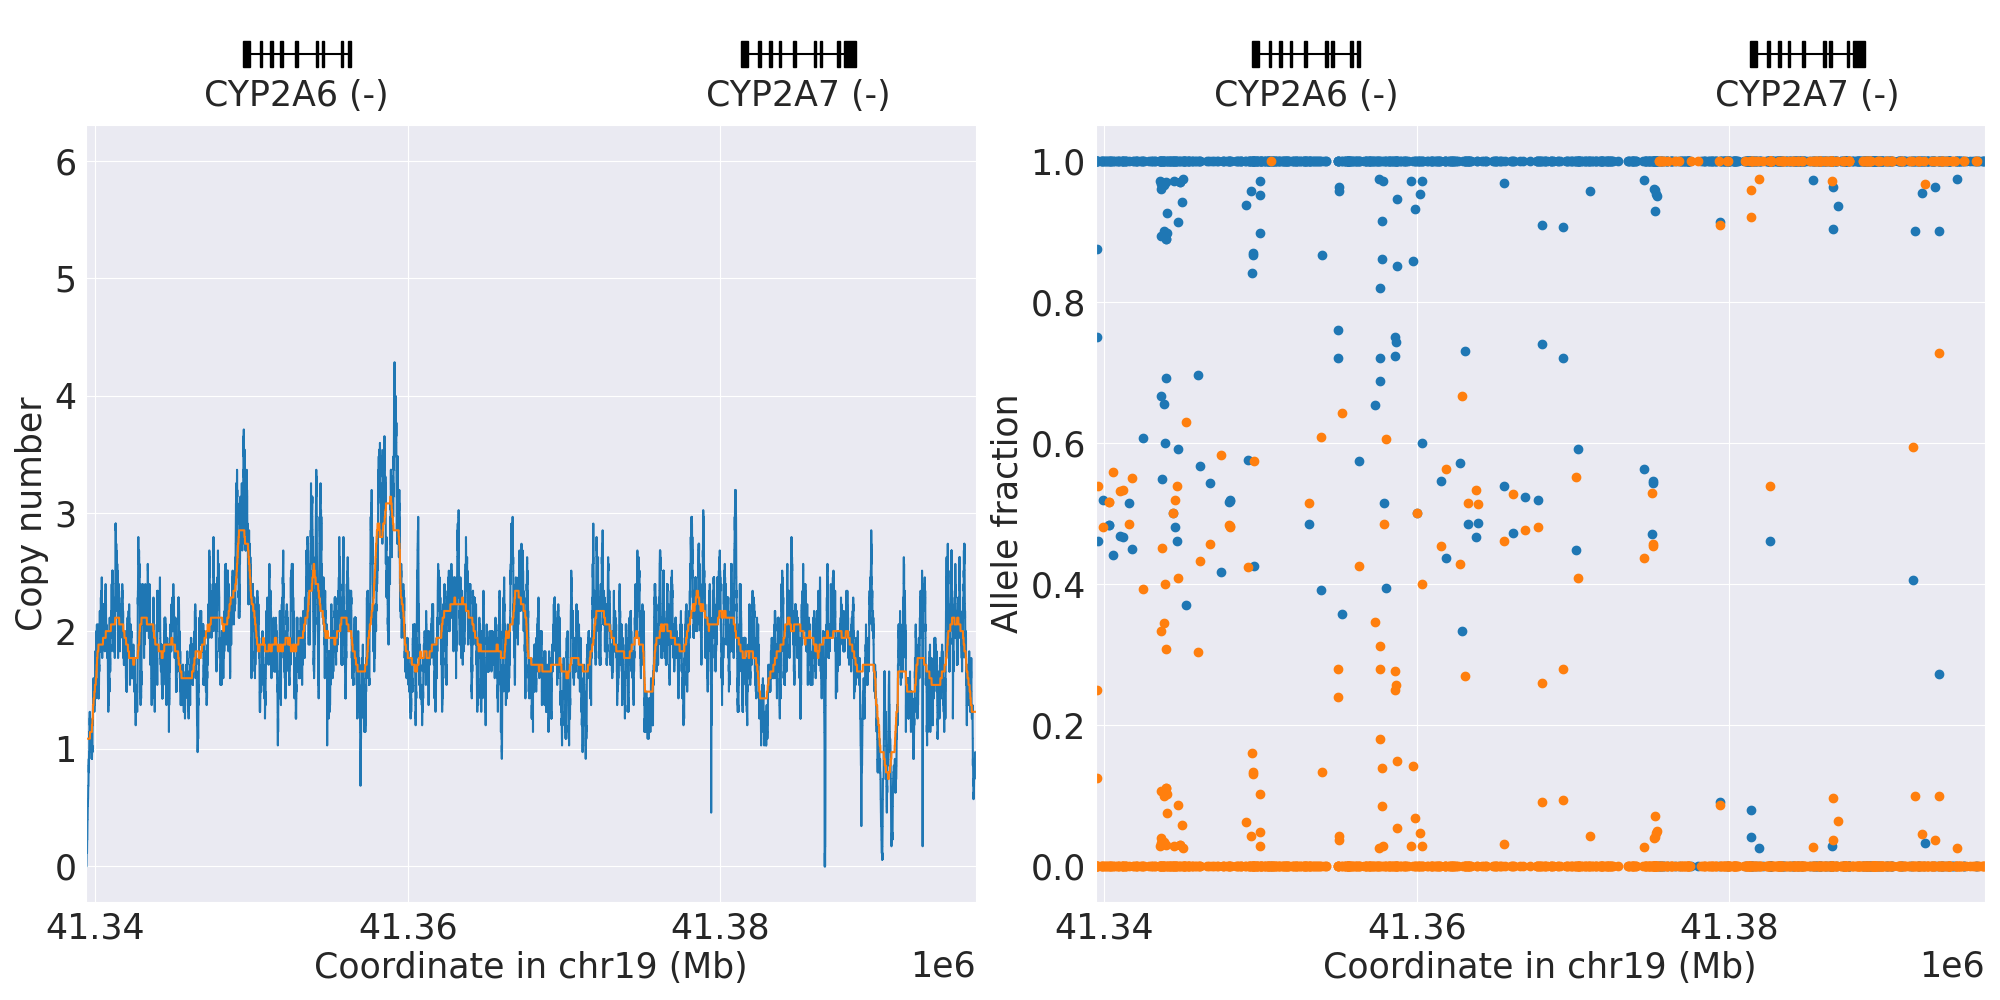 CYP2A6 (-)
CYP2A7 (-)
6
5
4
3
2
1
0
Copy number
41.34
41.36
41.38
Coordinate in chr19 (Mb)
1e6
CYP2A6 (-)
CYP2A7 (-)
1.0
0.8
0.6
0.4
0.2
0.0
Allele fraction
41.34
41.36
41.38
Coordinate in chr19 (Mb)
1e6